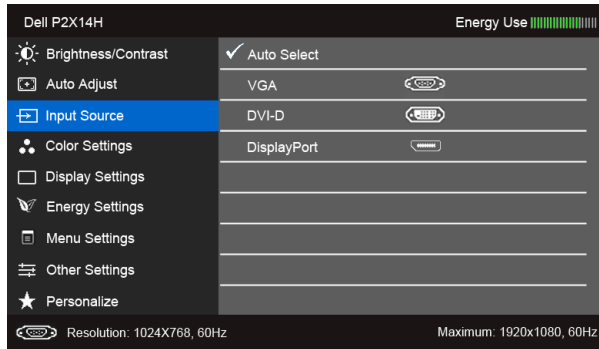 Dell P2X14H Energy Use
Brightness/Contrast Auto Select
Auto Adjust VGA
Input Source DVI-D
Color Settings DisplayPort
Display Settings
Energy Settings
Menu Settings
Other Settings
Personalize
Resolution: 1024X768, 60Hz Maximum: 1920x1080, 60Hz